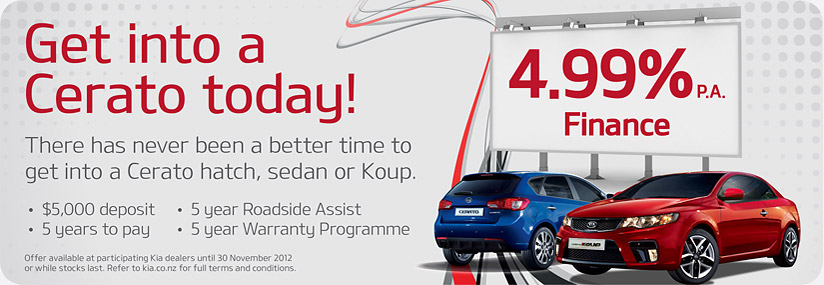 Get into a
Cerato today!
There has never been a better time to
get into a Cerato hatch, sedan or Koup.
• $5,000 deposit • 5 year Roadside Assist
• 5 years to pay • 5 year Warranty Programme
Offer available at participating Kia dealers until 30 November 2012
or while stocks last. Refer to kia.co.nz for full terms and conditions.
4.99% P.A.
Finance
CERATO
KOUP